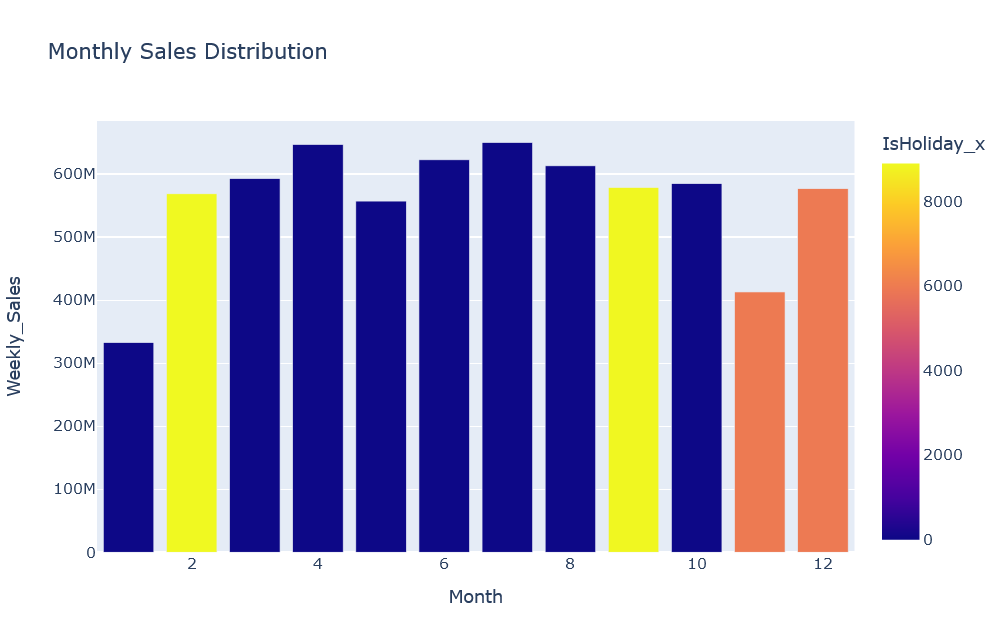 Monthly Sales Distribution
IsHoliday_x
600M
500M
400M
300M
200M
100M
0
Weekly_Sales
2
4
6
8
10
12
Month
8000
6000
4000
2000
0